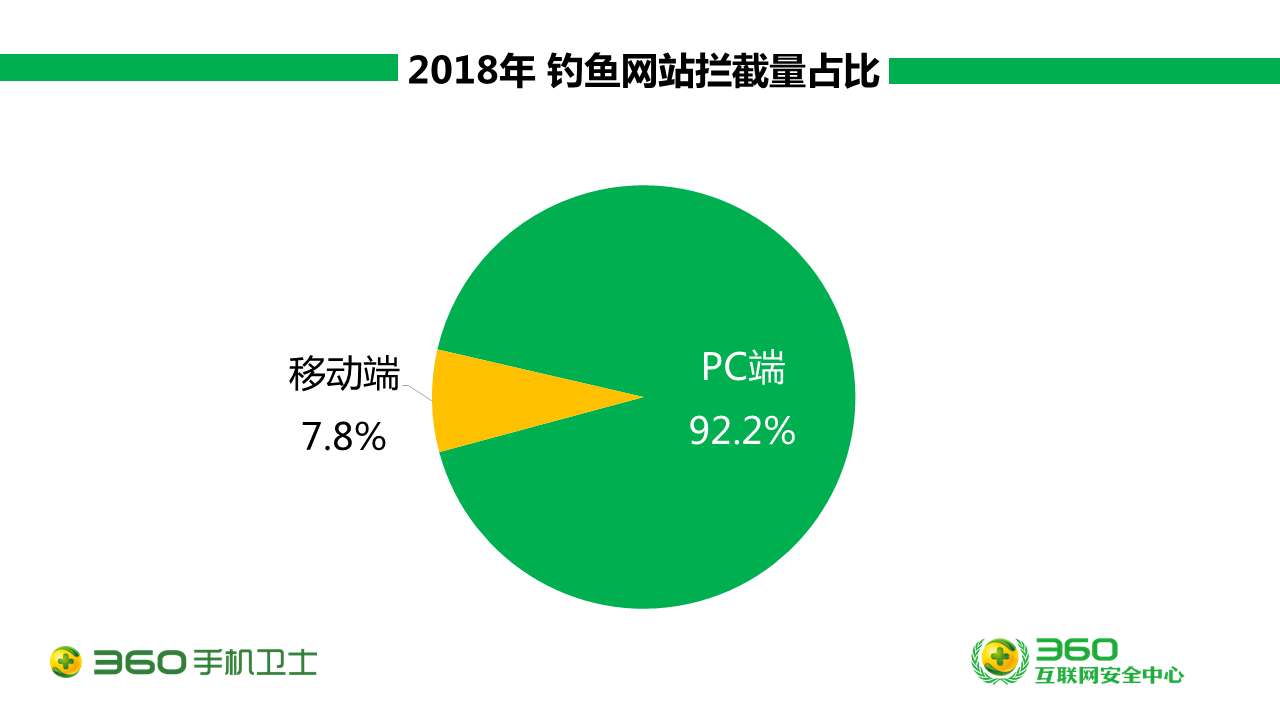 2018年 钓鱼网站拦截量占比
移动端
7.8%
PC端
92.2%
360手机卫士
360
互联网安全中心